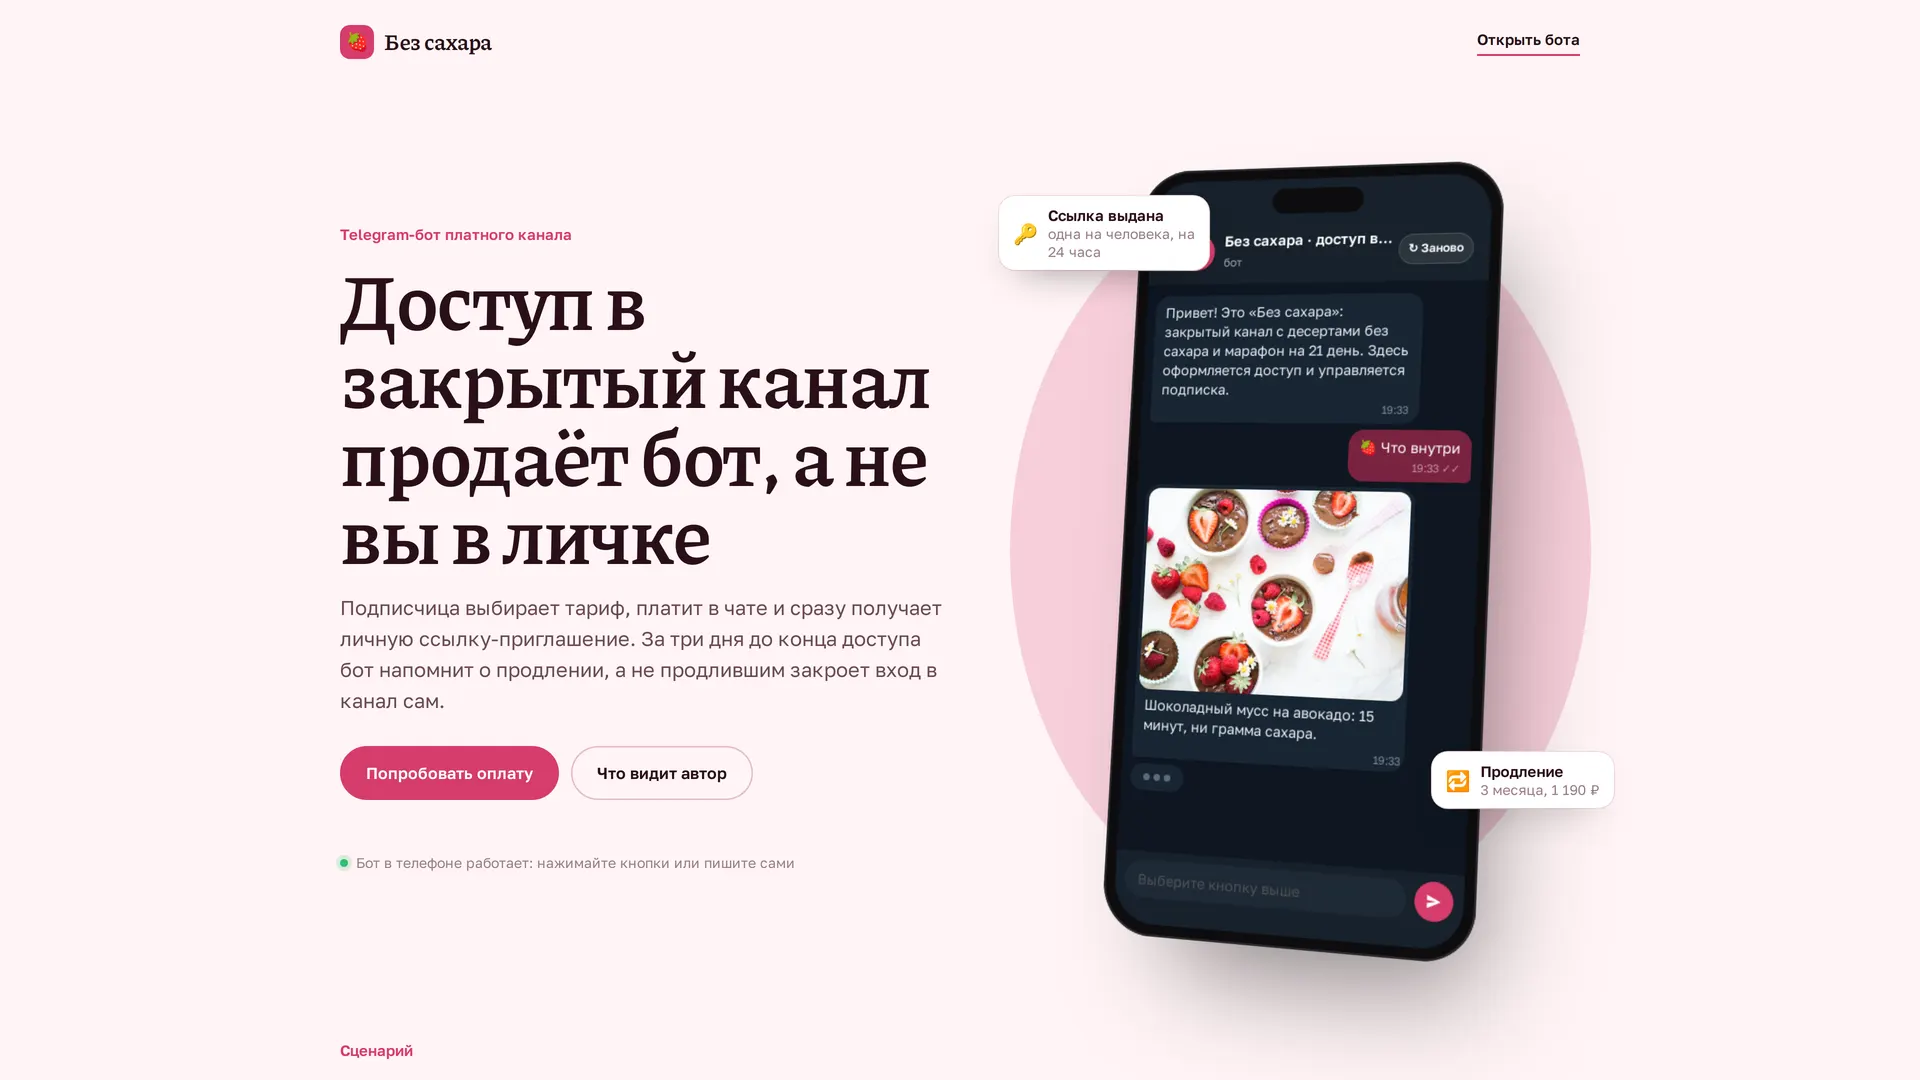 Без сахара
Открыть бота
Telegram-бот платного канала
Доступ в
закрытый канал
продаёт бот, а не
вы в личке
Подписчица выбирает тариф, платит в чате и сразу получает
личную ссылку-приглашение. За три дня до конца доступа
бот напомнит о продлении, а не продлившим закроет вход в
канал сам.
Попробовать оплату
Что видит автор
Бот в телефоне работает: нажимайте кнопки или пишите сами
Ссылка выдана
одна на человека, на
24 часа
Без сахара · доступ в...
бот
↻ Заново
Привет! Это «Без сахара»:
закрытый канал с десертами без
сахара и марафон на 21 день. Здесь
оформляется доступ и управляется
подписка.
19:33
🍓 Что внутри
19:33 ✓✓
Шоколадный мусс на авокадо: 15
минут, ни грамма сахара.
19:33
Продление
3 месяца, 1 190 ₽
Выберите кнопку выше
Сценарий